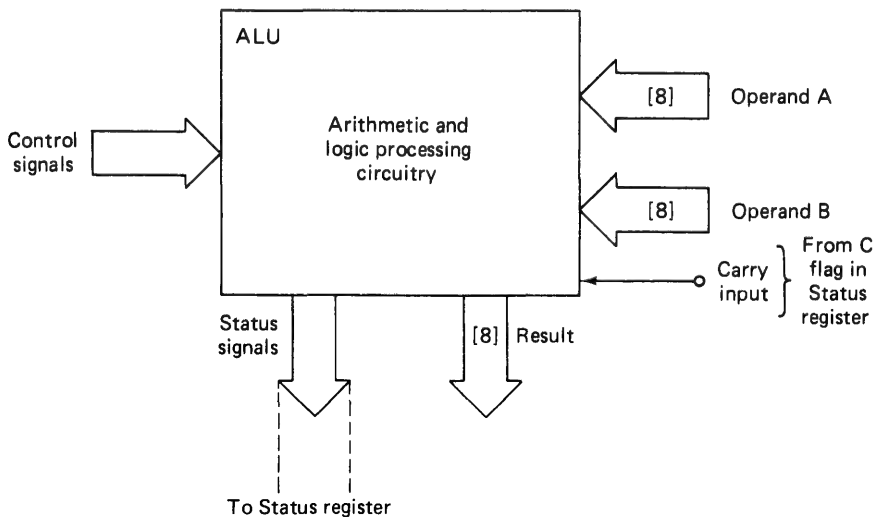 ALU
Arithmetic and
logic processing
circuitry
Control
signals
[8]
Operand A
[8]
Operand B
Carry
input
From C
flag in
Status
register
Status
signals
[8]
Result
To Status register